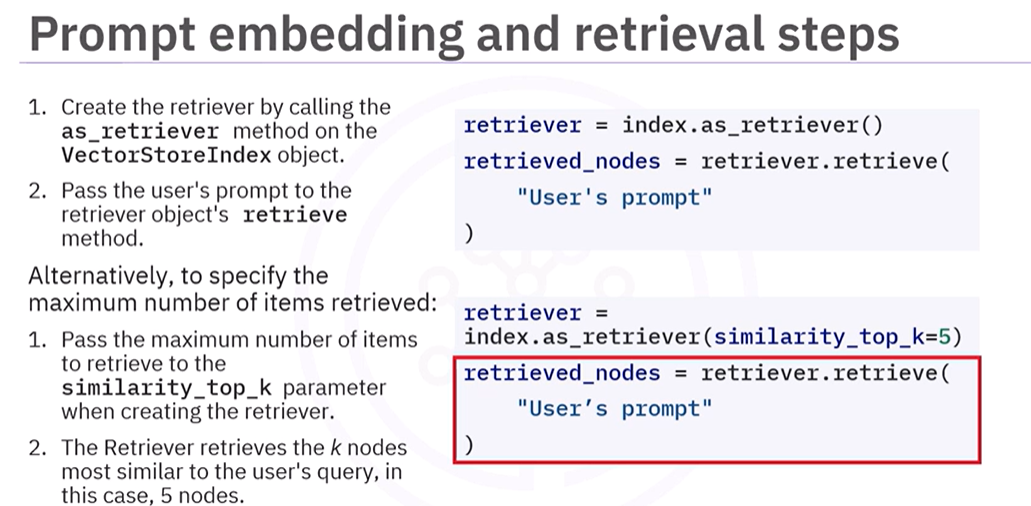 Prompt embedding and retrieval steps
1. Create the retriever by calling the
as_retriever method on the
VectorStoreIndex object.
2. Pass the user's prompt to the
retriever object's retrieve
method.
Alternatively, to specify the
maximum number of items retrieved:
1. Pass the maximum number of items
to retrieve to the
similarity_top_k parameter
when creating the retriever.
2. The Retriever retrieves the k nodes
most similar to the user's query, in
this case, 5 nodes.
retriever = index.as_retriever()
retrieved_nodes = retriever.retrieve(
"User's prompt"
)
retriever =
index.as_retriever(similarity_top_k=5)
retrieved_nodes = retriever.retrieve(
"User’s prompt"
)